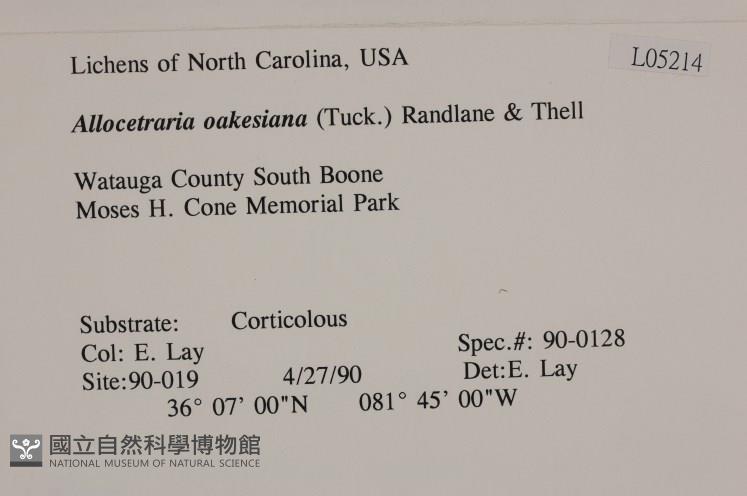 Lichens of North Carolina, USA
L05214
Allocetraria oakesiana (Tuck.) Randlane & Thell
Watauga County South Boone
Moses H. Cone Memorial Park
Substrate: Corticolous
Col: E. Lay Spec.#: 90-0128
Site:90-019 4/27/90 Det:E. Lay
36° 07' 00"N 081° 45' 00"W
國立自然科學博物館
NATIONAL MUSEUM OF NATURAL SCIENCE